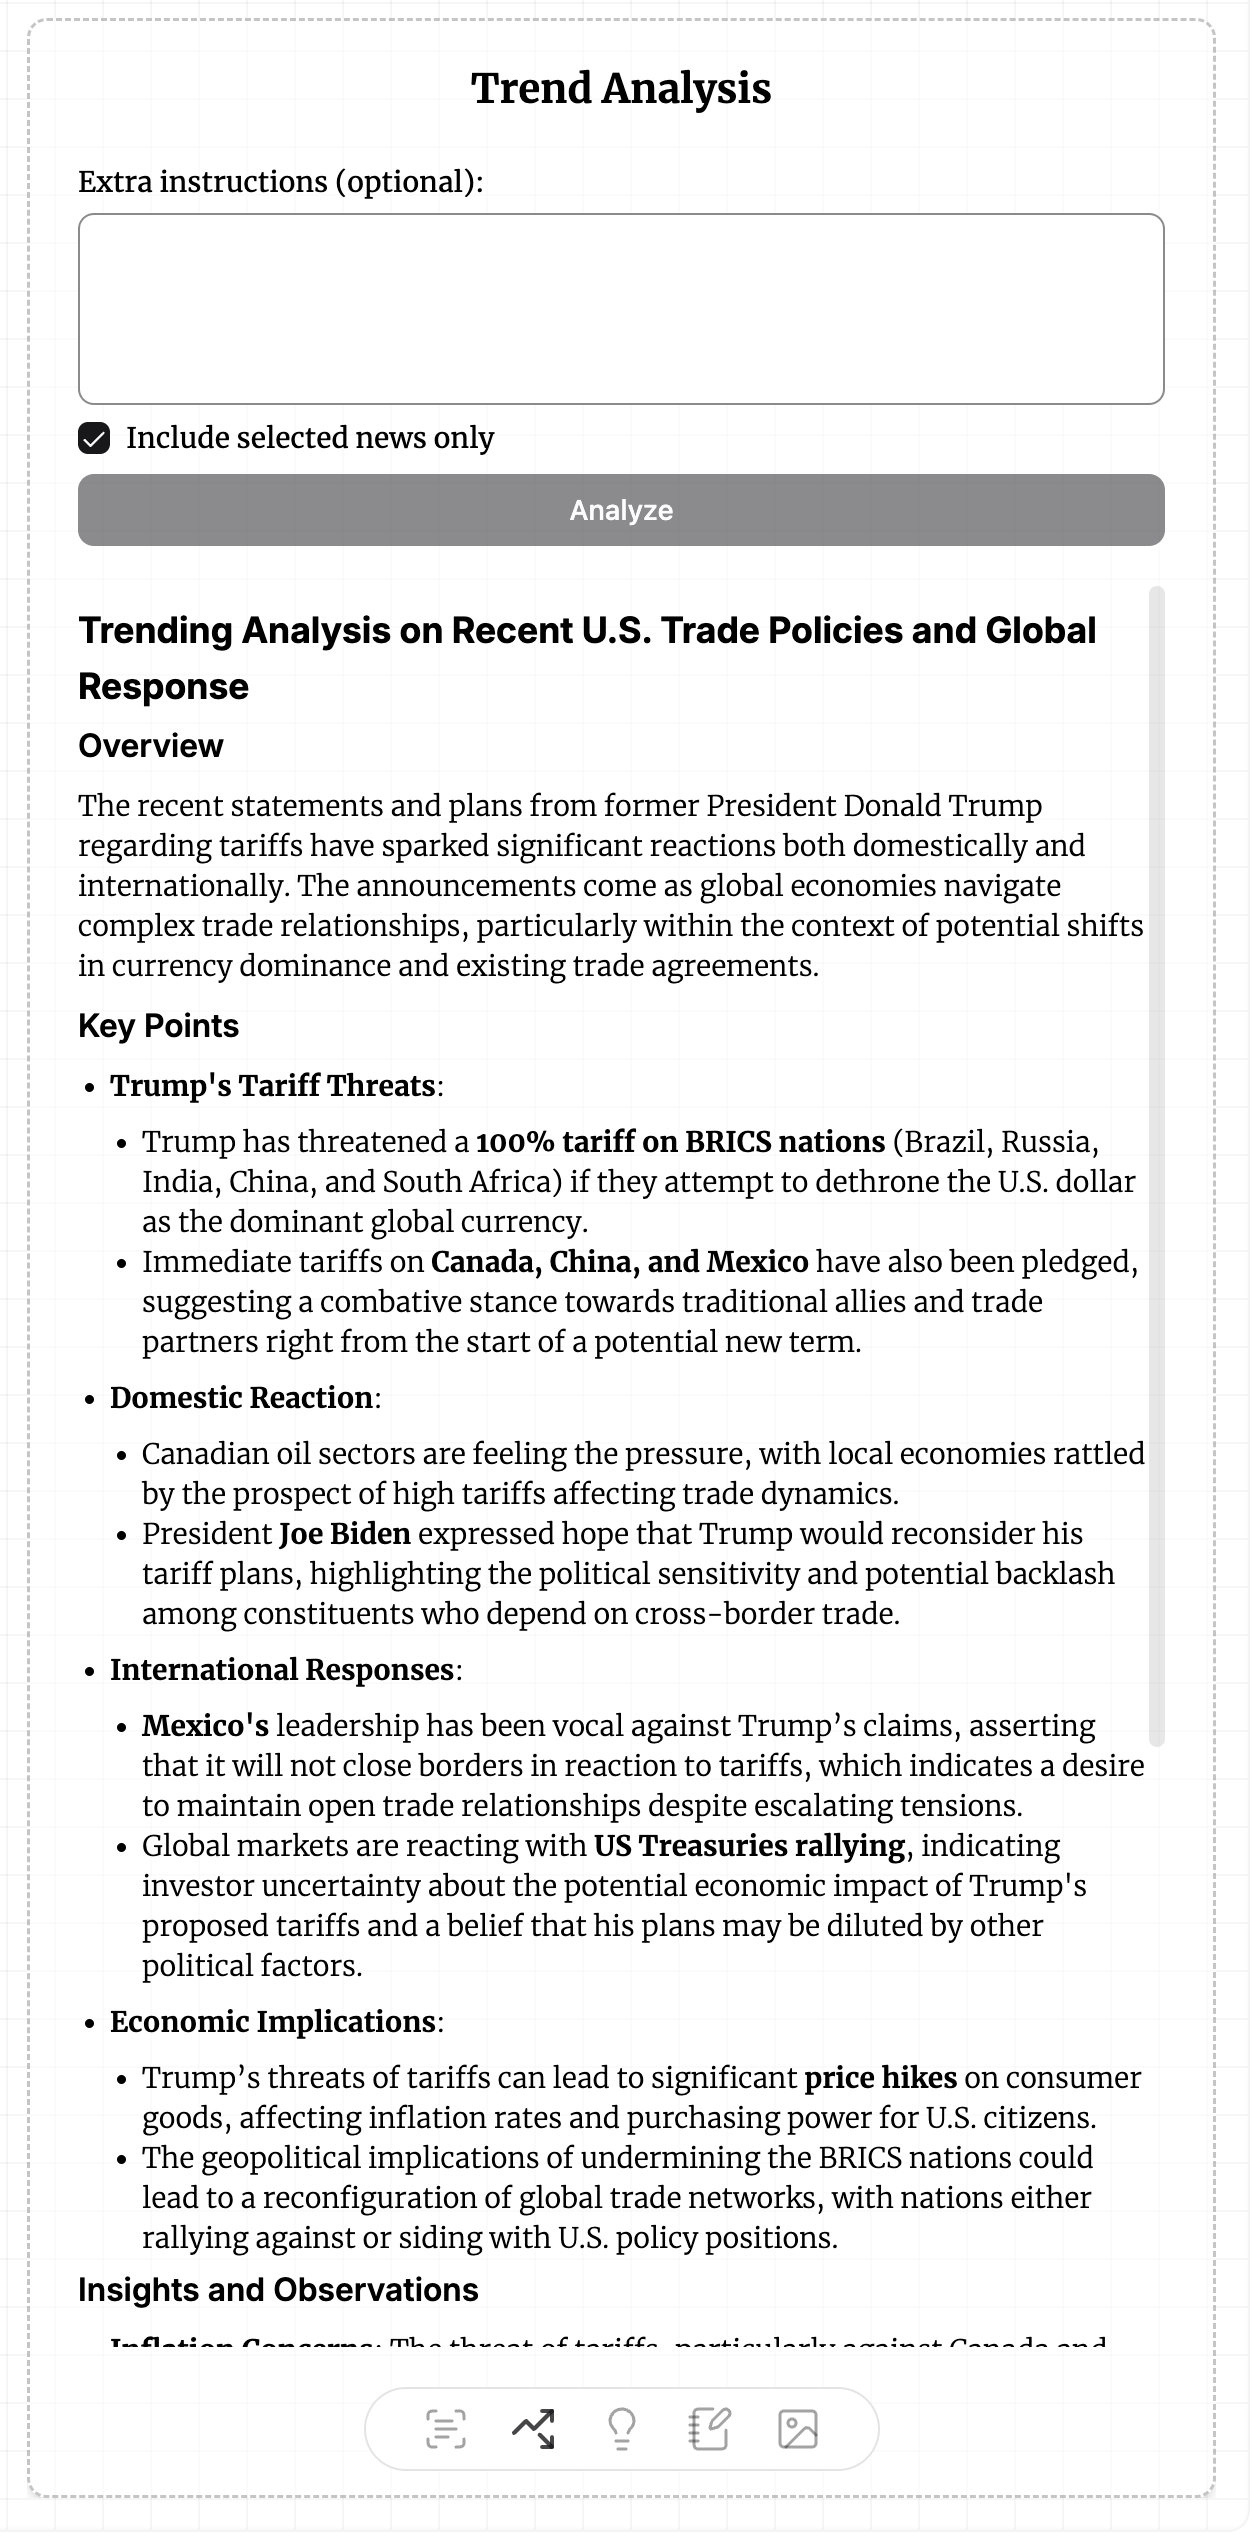 Trend Analysis
Extra instructions (optional):
Include selected news only
Analyze
Trending Analysis on Recent U.S. Trade Policies and Global
Response
Overview
The recent statements and plans from former President Donald Trump
regarding tariffs have sparked significant reactions both domestically and
internationally. The announcements come as global economies navigate
complex trade relationships, particularly within the context of potential shifts
in currency dominance and existing trade agreements.
Key Points
• Trump's Tariff Threats:
• Trump has threatened a 100% tariff on BRICS nations (Brazil, Russia,
India, China, and South Africa) if they attempt to dethrone the U.S. dollar
as the dominant global currency.
• Immediate tariffs on Canada, China, and Mexico have also been pledged,
suggesting a combative stance towards traditional allies and trade
partners right from the start of a potential new term.
• Domestic Reaction:
• Canadian oil sectors are feeling the pressure, with local economies rattled
by the prospect of high tariffs affecting trade dynamics.
• President Joe Biden expressed hope that Trump would reconsider his
tariff plans, highlighting the political sensitivity and potential backlash
among constituents who depend on cross-border trade.
• International Responses:
• Mexico's leadership has been vocal against Trump’s claims, asserting
that it will not close borders in reaction to tariffs, which indicates a desire
to maintain open trade relationships despite escalating tensions.
• Global markets are reacting with US Treasuries rallying, indicating
investor uncertainty about the potential economic impact of Trump's
proposed tariffs and a belief that his plans may be diluted by other
political factors.
• Economic Implications:
• Trump’s threats of tariffs can lead to significant price hikes on consumer
goods, affecting inflation rates and purchasing power for U.S. citizens.
• The geopolitical implications of undermining the BRICS nations could
lead to a reconfiguration of global trade networks, with nations either
rallying against or siding with U.S. policy positions.
Insights and Observations
Inflation Concerns: The threat of tariffs, particularly against Canada and